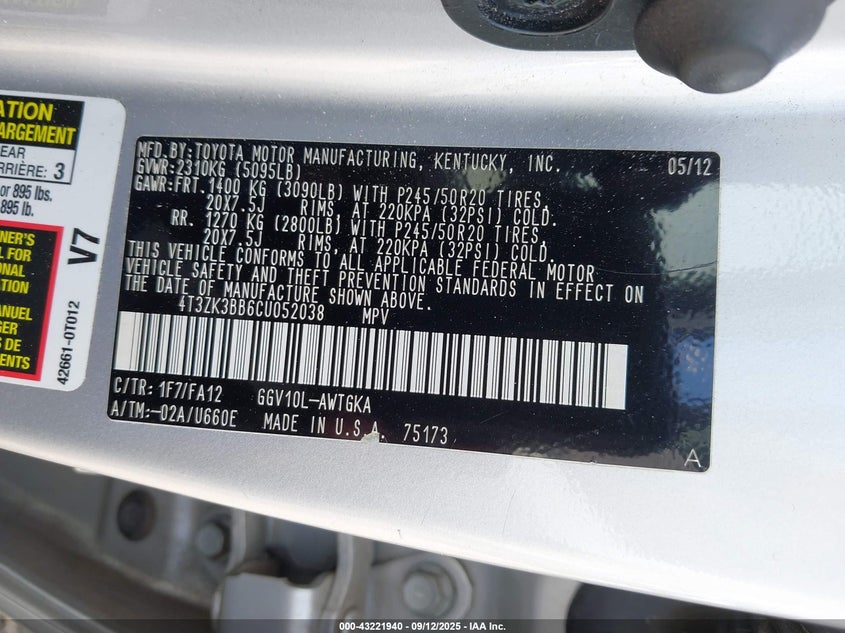 ATION
ARGEMENT
EAR
RRIÈRE: 3
or 895 lbs.
895 lb.
NER'S
L FOR
ONAL
ATION
ANUEL
GER
DE
MENTS
V7
42661-0T012
MFD.BY:TOYOTA MOTOR MANUFACTURING, KENTUCKY, INC. 05/12
GVWR:2310KG (5095LB)
GAWR:FRT.1400 KG (3090LB) WITH P245/50R20 TIRES,
20X7.5J RIMS, AT 220KPA (32PSI) COLD.
RR. 1270 KG (2800LB) WITH P245/50R20 TIRES,
20X7.5J RIMS, AT 220KPA (32PSI) COLD.
THIS VEHICLE CONFORMS TO ALL APPLICABLE FEDERAL MOTOR
VEHICLE SAFETY AND THEFT PREVENTION STANDARDS IN EFFECT ON
THE DATE OF MANUFACTURE SHOWN ABOVE.
4T3ZK3BB6CU052038 MPV
C/TR: 1F7/FA12 GGV10L-AWTGKA
A/TM:-02A/U660E MADE IN U.S.A. 75173
A
000-43221940 - 09/12/2025 - IAA Inc.